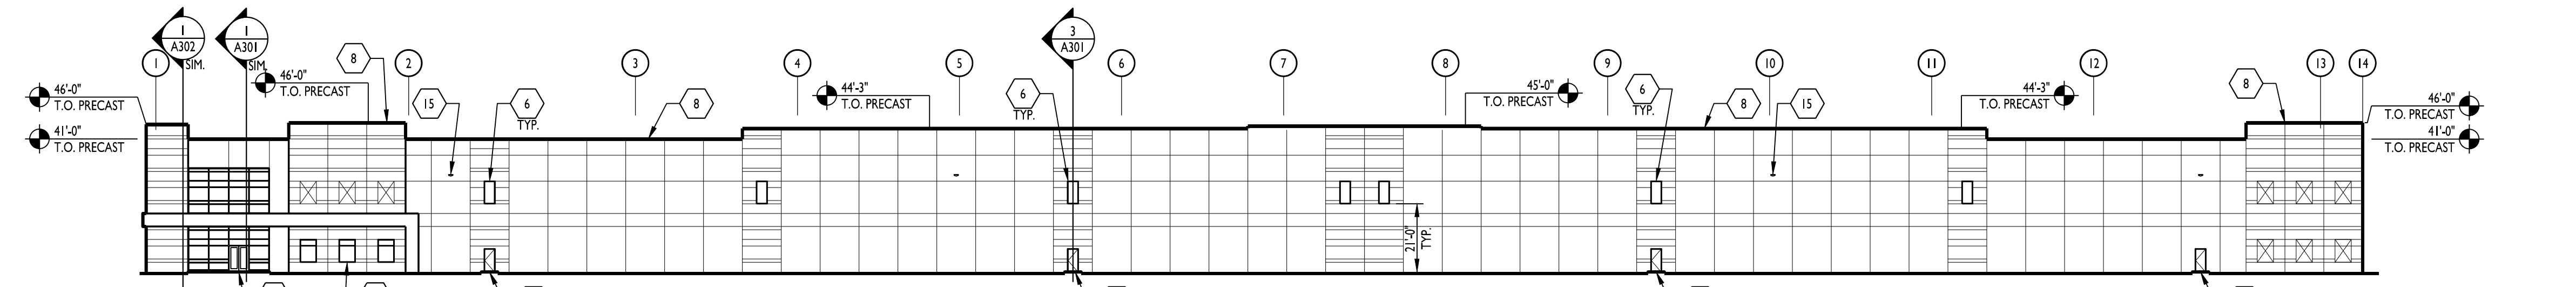 1
A302
SIM.
1
A301
SIM.
3
A301
1
2
3
4
5
6
7
8
9
10
11
12
13
14
46'-0"
T.O. PRECAST
41'-0"
T.O. PRECAST
46'-0"
T.O. PRECAST
8
15
6
TYP.
8
44'-3"
T.O. PRECAST
6
TYP.
45'-0"
T.O. PRECAST
6
TYP.
8
15
44'-3"
T.O. PRECAST
8
46'-0"
T.O. PRECAST
41'-0"
T.O. PRECAST
21'-0"
TYP.